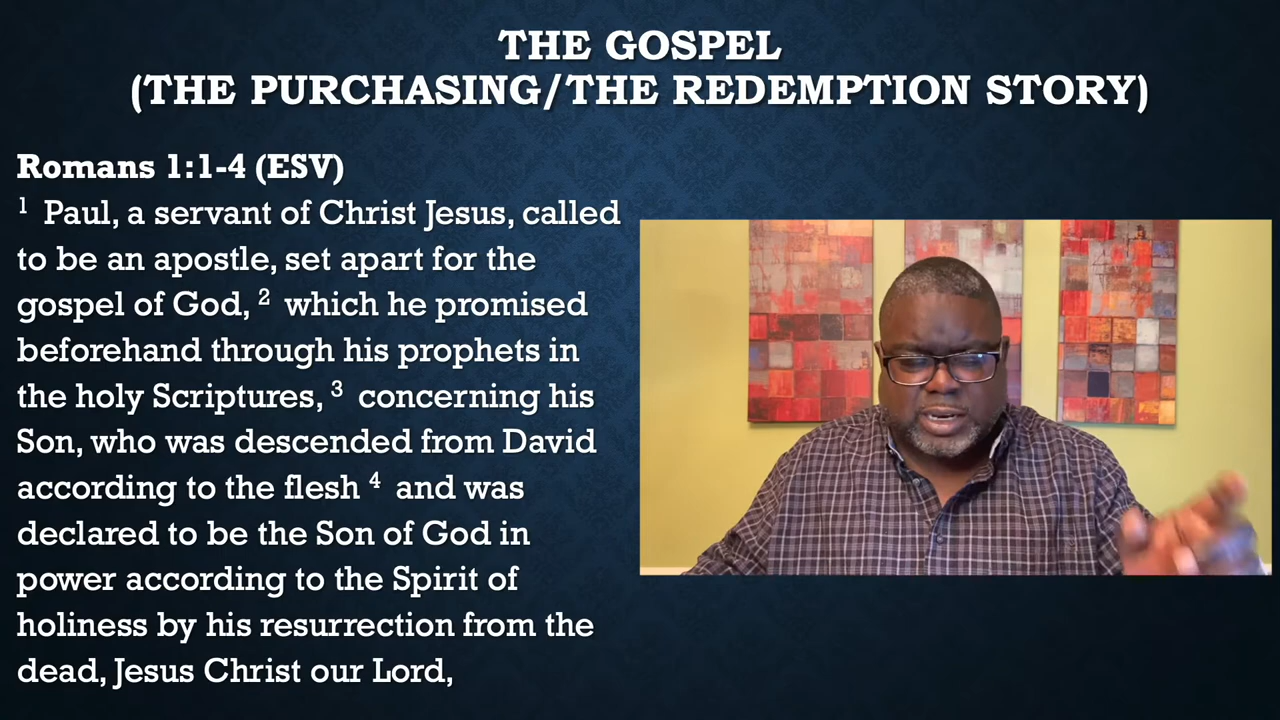 THE GOSPEL
(THE PURCHASING/THE REDEMPTION STORY)
Romans 1:1-4 (ESV)
1 Paul, a servant of Christ Jesus, called
to be an apostle, set apart for the
gospel of God, 2 which he promised
beforehand through his prophets in
the holy Scriptures, 3 concerning his
Son, who was descended from David
according to the flesh 4 and was
declared to be the Son of God in
power according to the Spirit of
holiness by his resurrection from the
dead, Jesus Christ our Lord,